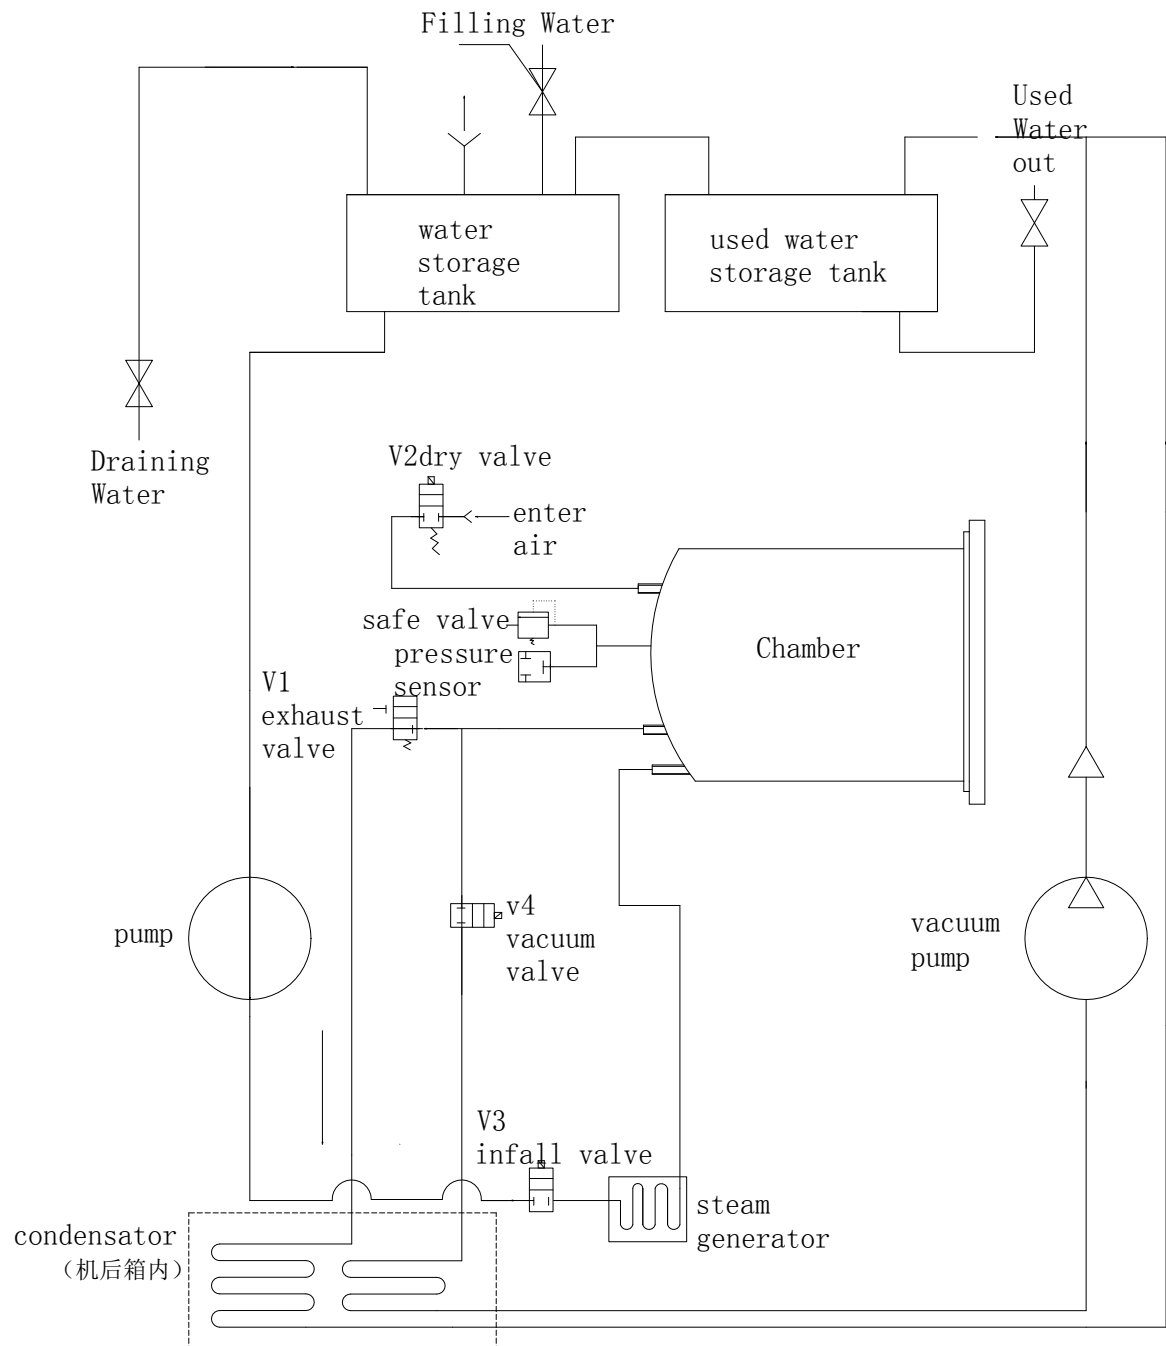 Filling Water
Used
Water
out
water
storage
tank
used water
storage tank
Draining
Water
V2dry valve
enter
air
safe valve
pressure
sensor
Chamber
V1
exhaust
valve
pump
v4
vacuum
valve
vacuum
pump
V3
infall valve
steam
generator
condensator
（机后箱内）